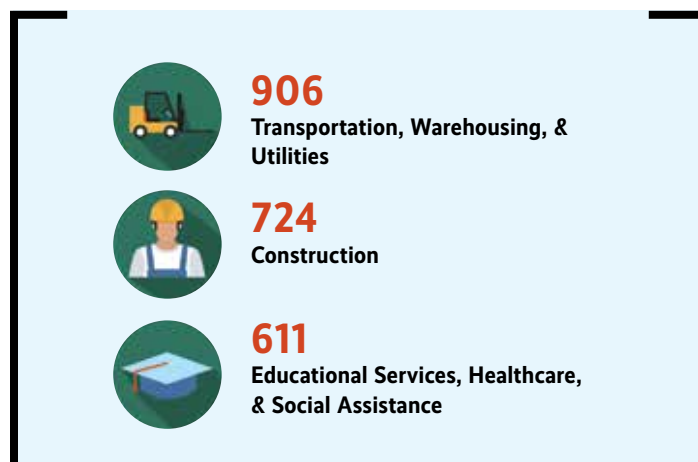 906
Transportation, Warehousing, &
Utilities
724
Construction
611
Educational Services, Healthcare,
& Social Assistance